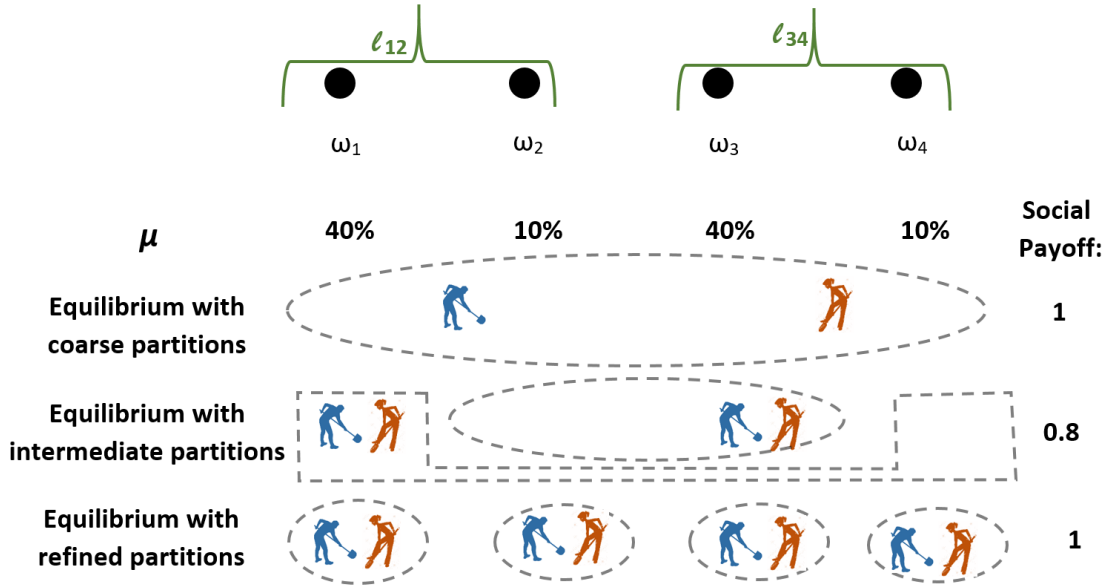 ℓ12 ℓ34
ω1 ω2 ω3 ω4
Social
Payoff:
μ 40% 10% 40% 10%
Equilibrium with
coarse partitions
1
Equilibrium with
intermediate partitions
0.8
Equilibrium with
refined partitions
1